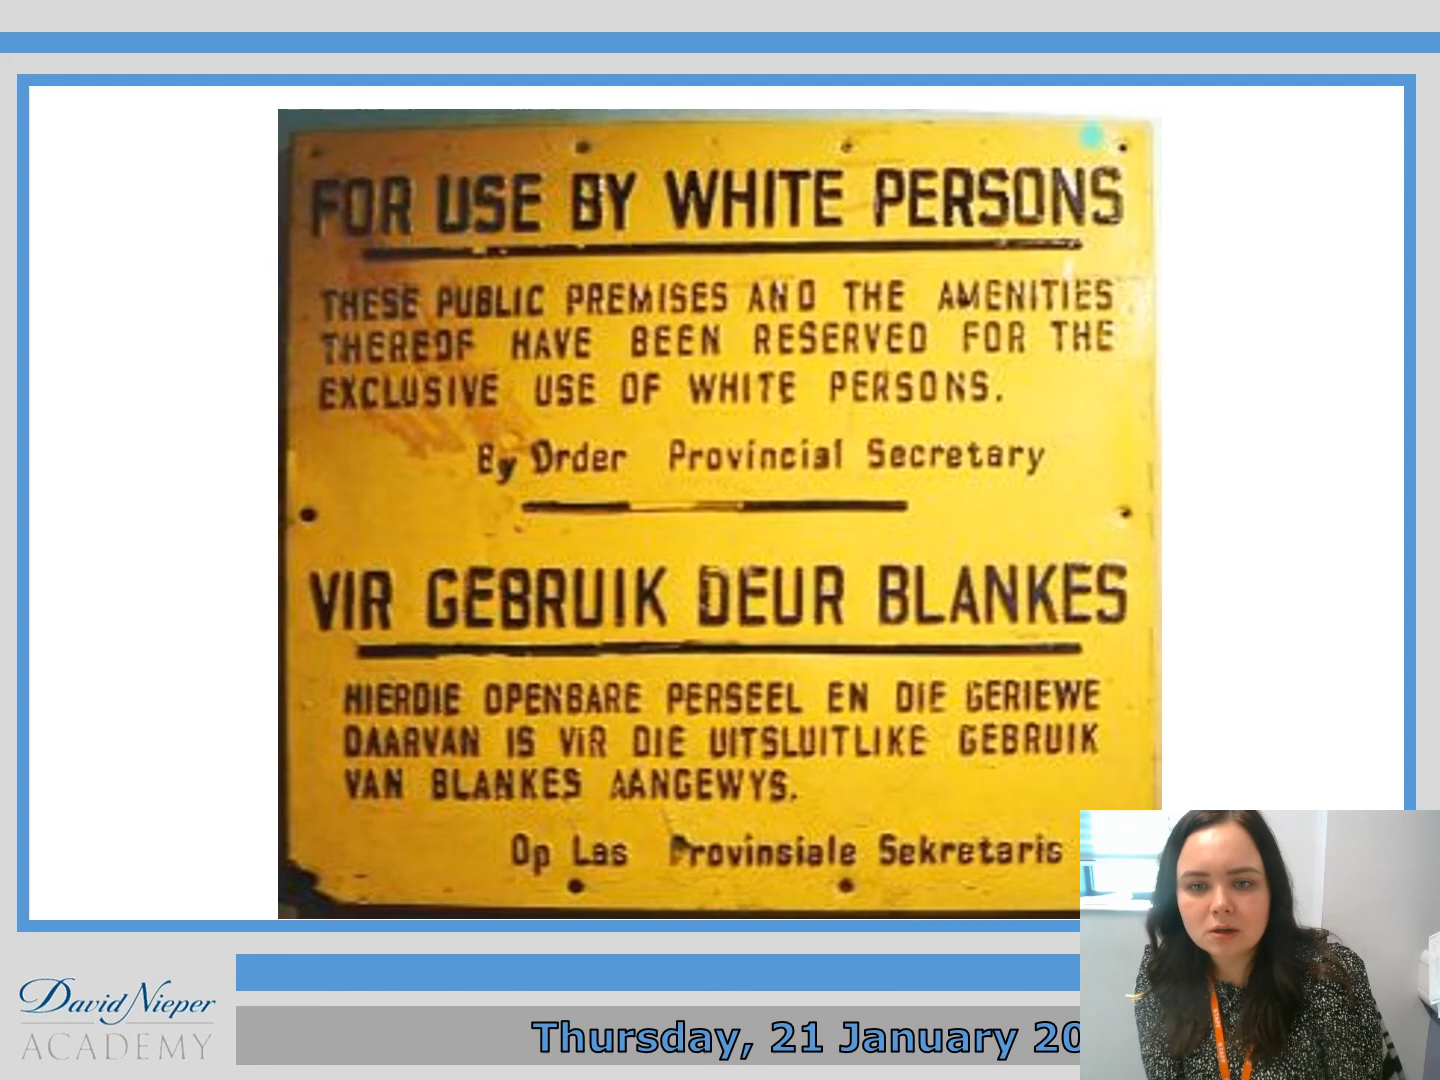 FOR USE BY WHITE PERSONS
THESE PUBLIC PREMISES AND THE AMENITIES
THEREOF HAVE BEEN RESERVED FOR THE
EXCLUSIVE USE OF WHITE PERSONS.
By Order Provincial Secretary
VIR GEBRUIK DEUR BLANKES
HIERDIE OPENBARE PERSEEL EN DIE GERIEWE
DAARVAN IS VIR DIE UITSLUITLIKE GEBRUIK
VAN BLANKES AANGEWYS.
Op Las Provinsiale Sekretaris
David Nieper
ACADEMY
Thursday, 21 January 20